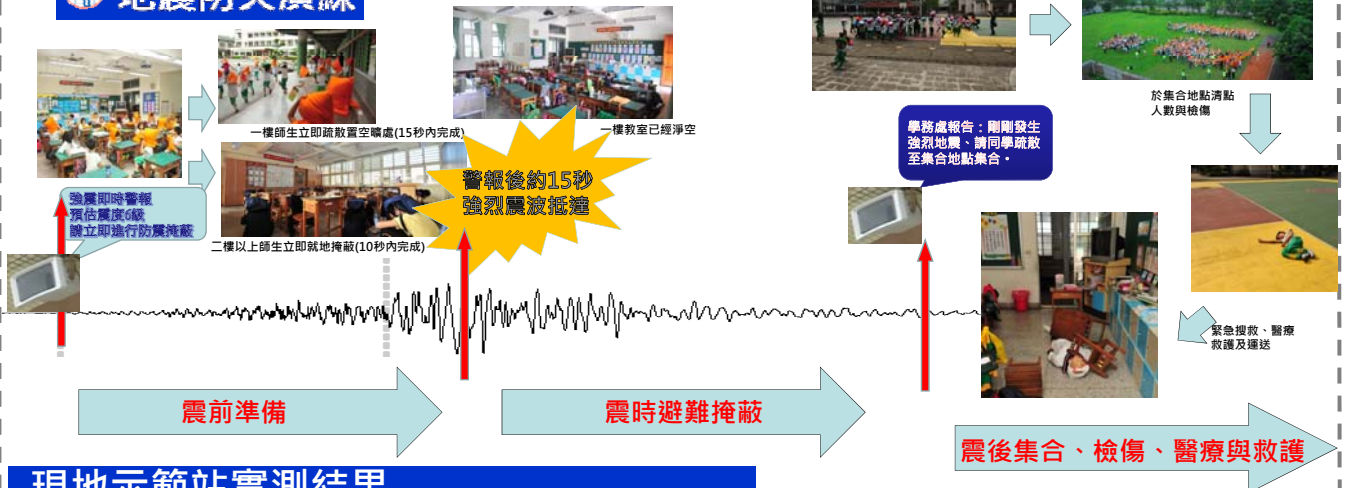 地震防災演練
一樓師生立即疏散置空曠處(15秒內完成)
一樓教室已經淨空
於集合地點清點
人數與檢傷
學務處報告：剛剛發生
強烈地震、請同學疏散
至集合地點集合。
警報後約15秒
強烈震波抵達
強震即時警報
預估震度6級
請立即進行防震掩蔽
二樓以上師生立即就地掩蔽(10秒內完成)
緊急搜救、醫療
救護及運送
震前準備
震時避難掩蔽
震後集合、檢傷、醫療與救護
現地示範站實測結果